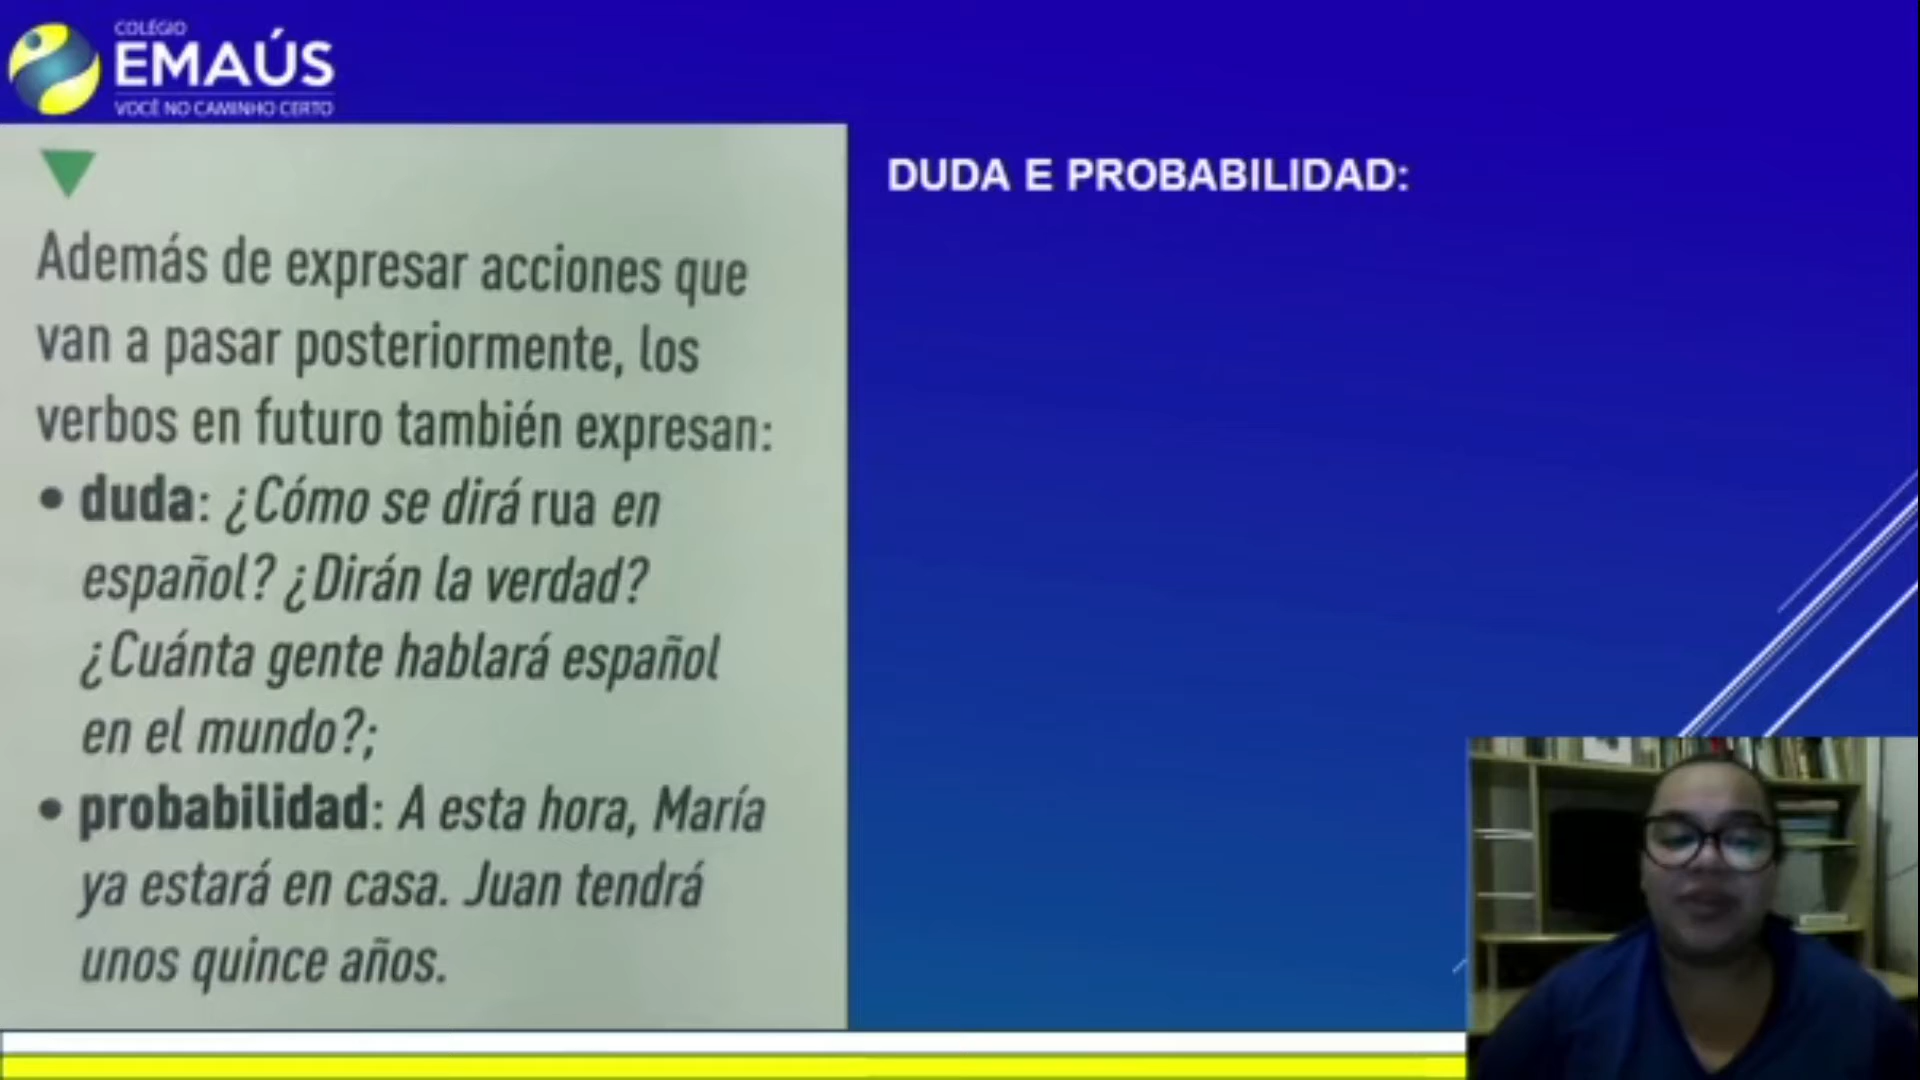 COLÉGIO
EMAÚS
VOCÊ NO CAMINHO CERTO
Además de expresar acciones que
van a pasar posteriormente, los
verbos en futuro también expresan:
• duda: ¿Cómo se dirá rua en
español? ¿Dirán la verdad?
¿Cuánta gente hablará español
en el mundo?;
• probabilidad: A esta hora, María
ya estará en casa. Juan tendrá
unos quince años.
DUDA E PROBABILIDAD: